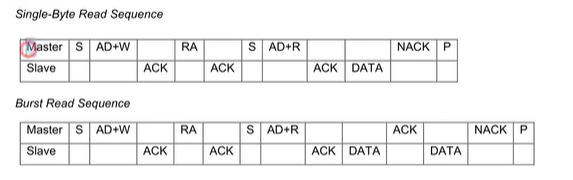 Single-Byte Read Sequence
Master S AD+W RA S AD+R NACK P
Slave ACK ACK ACK DATA
Burst Read Sequence
Master S AD+W RA S AD+R ACK NACK P
Slave ACK ACK ACK DATA DATA